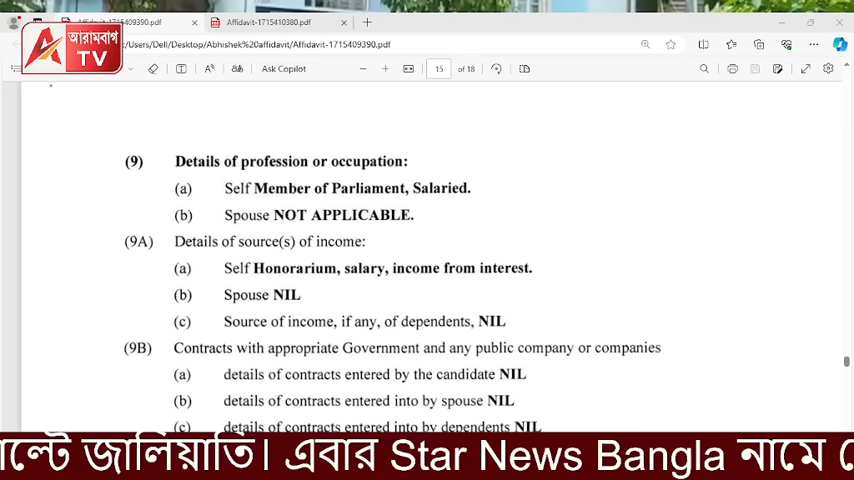 Affidavit-1715409390.pdf
Affidavit-1715410380.pdf
আরামবাগ
TV
:/Users/Dell/Desktop/Abhishek%20affidavit/Affidavit-1715409390.pdf
Ask Copilot
15 of 18
(9) Details of profession or occupation:
(a) Self Member of Parliament, Salaried.
(b) Spouse NOT APPLICABLE.
(9A) Details of source(s) of income:
(a) Self Honorarium, salary, income from interest.
(b) Spouse NIL
(c) Source of income, if any, of dependents, NIL
(9B) Contracts with appropriate Government and any public company or companies
(a) details of contracts entered by the candidate NIL
(b) details of contracts entered into by spouse NIL
(c) details of contracts entered into by dependents NIL
জালিয়াতি। এবার Star News Bangla নামে